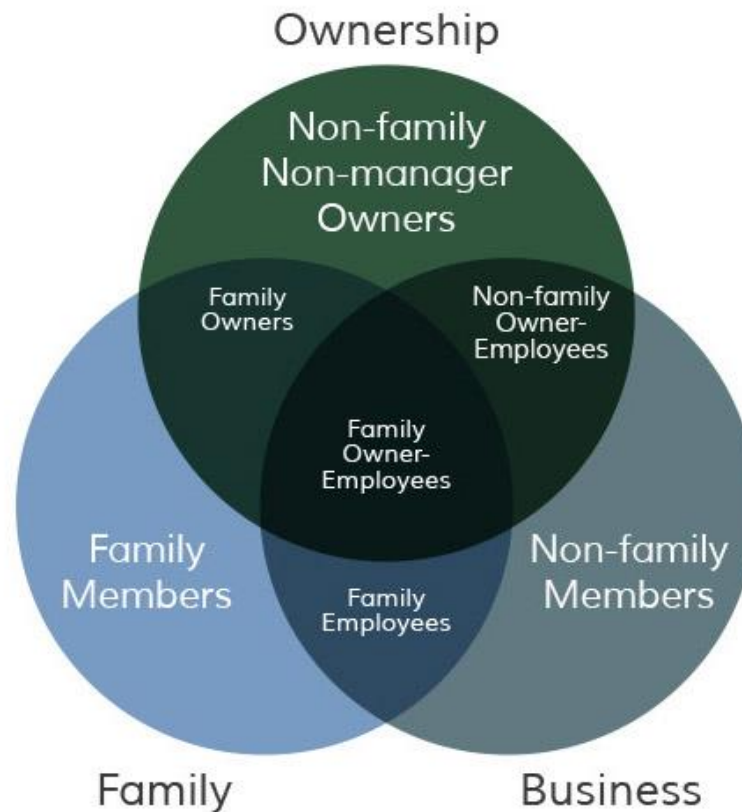 Ownership
Non-family
Non-manager
Owners
Family
Owners
Non-family
Owner-
Employees
Family
Owner-
Employees
Family
Members
Non-family
Members
Family
Employees
Family
Business